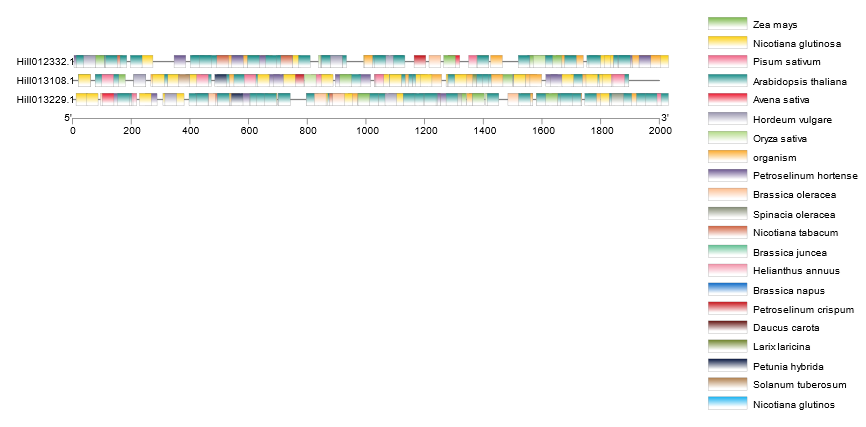 Hill012332.1
Hill013108.1
Hill013229.1
5' 3'
0 200 400 600 800 1000 1200 1400 1600 1800 2000
Zea mays
Nicotiana glutinosa
Pisum sativum
Arabidopsis thaliana
Avena sativa
Hordeum vulgare
Oryza sativa
organism
Petroselinum hortense
Brassica oleracea
Spinacia oleracea
Nicotiana tabacum
Brassica juncea
Helianthus annuus
Brassica napus
Petroselinum crispum
Daucus carota
Larix laricina
Petunia hybrida
Solanum tuberosum
Nicotiana glutinos